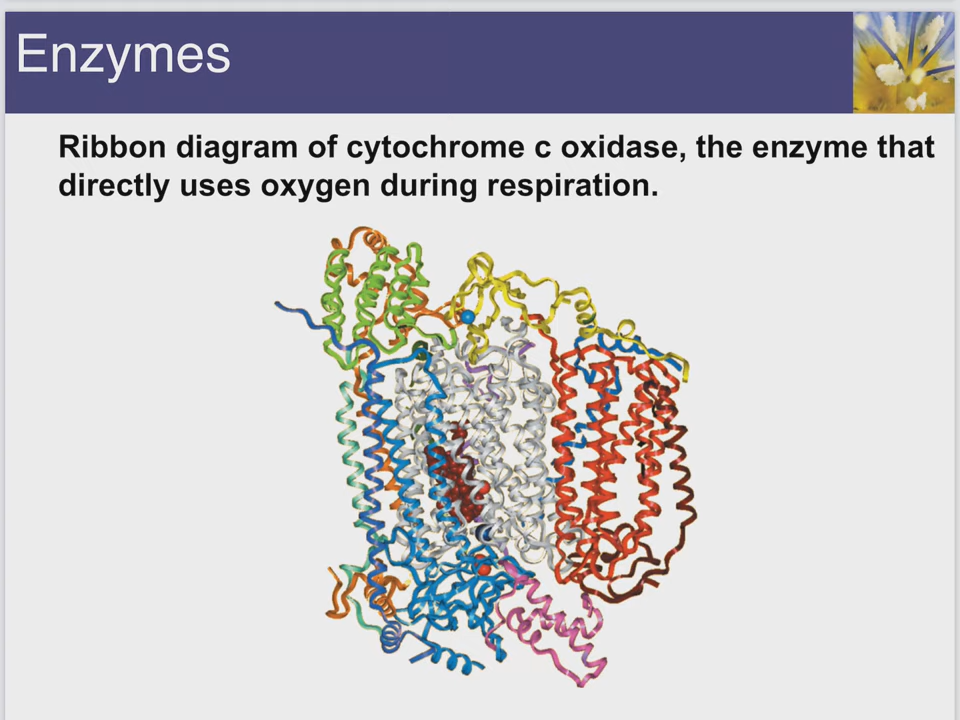 Enzymes
Ribbon diagram of cytochrome c oxidase, the enzyme that
directly uses oxygen during respiration.